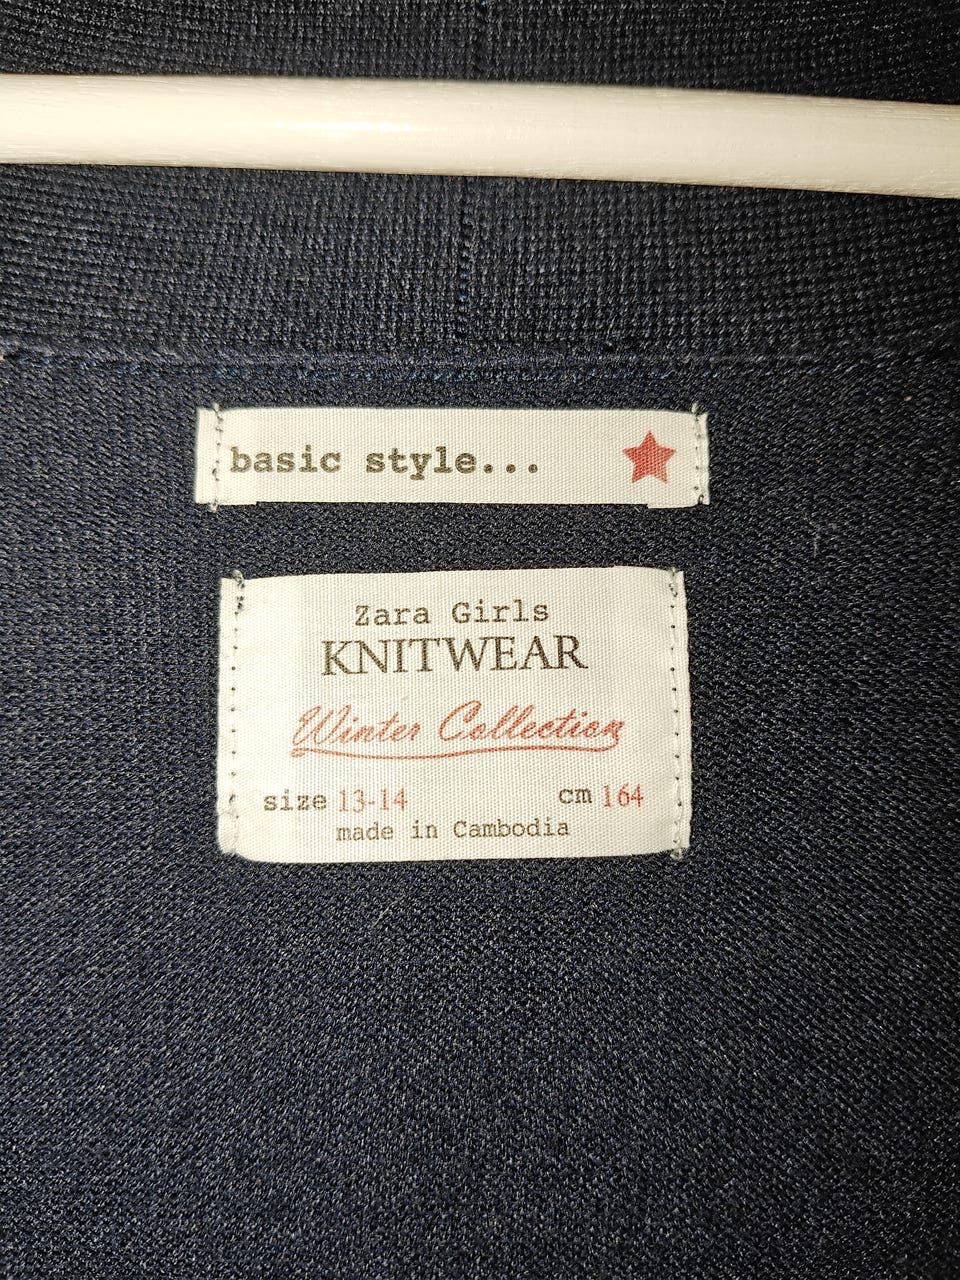 basic style...
Zara Girls
KNITWEAR
Winter Collection
size 13-14 cm 164
made in Cambodia